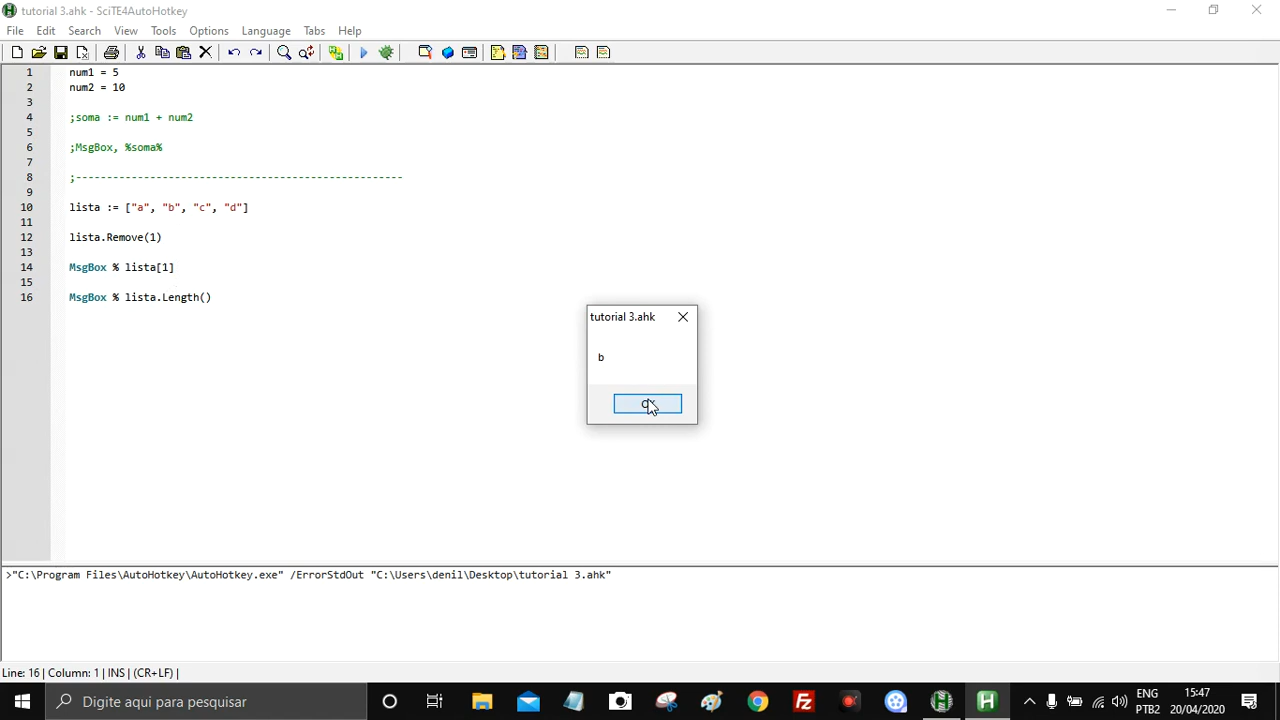 tutorial 3.ahk - SciTE4AutoHotkey
File Edit Search View Tools Options Language Tabs Help
1 num1 = 5
2 num2 = 10
3
4 ;soma := num1 + num2
5
6 ;MsgBox, %soma%
7
8 ;-----------------------------------------------------
9
10 lista := ["a", "b", "c", "d"]
11
12 lista.Remove(1)
13
14 MsgBox % lista[1]
15
16 MsgBox % lista.Length()
tutorial 3.ahk
b
>"C:\Program Files\AutoHotkey\AutoHotkey.exe" /ErrorStdOut "C:\Users\denil\Desktop\tutorial 3.ahk"
Line: 16 | Column: 1 | INS | (CR+LF) |
Digite aqui para pesquisar
ENG
PTB2
15:47
20/04/2020